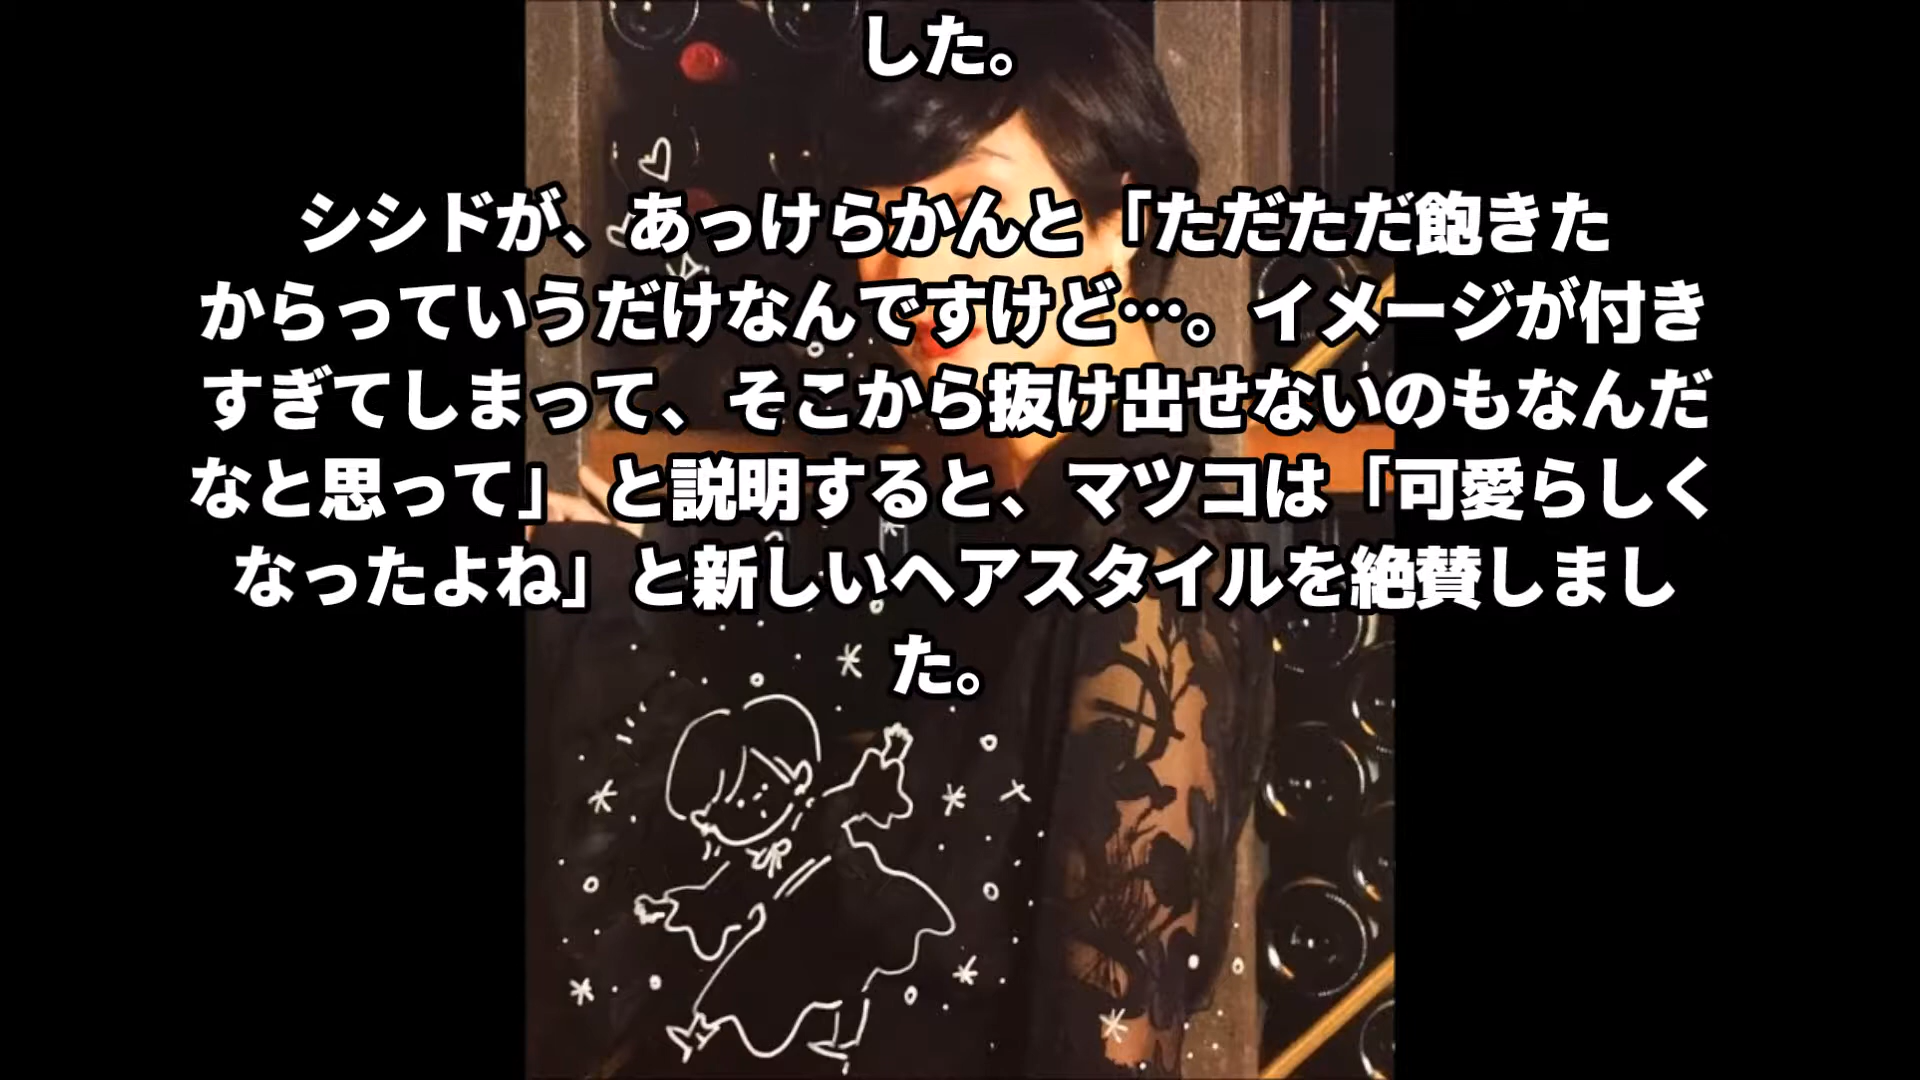 した。
シシドが、あっけらかんと「ただただ飽きた
からっていうだけなんですけど…。イメージが付き
すぎてしまって、そこから抜け出せないのもなんだ
なと思って」 と説明すると、マツコは「可愛らしく
なったよね」と新しいヘアスタイルを絶賛しまし
た。